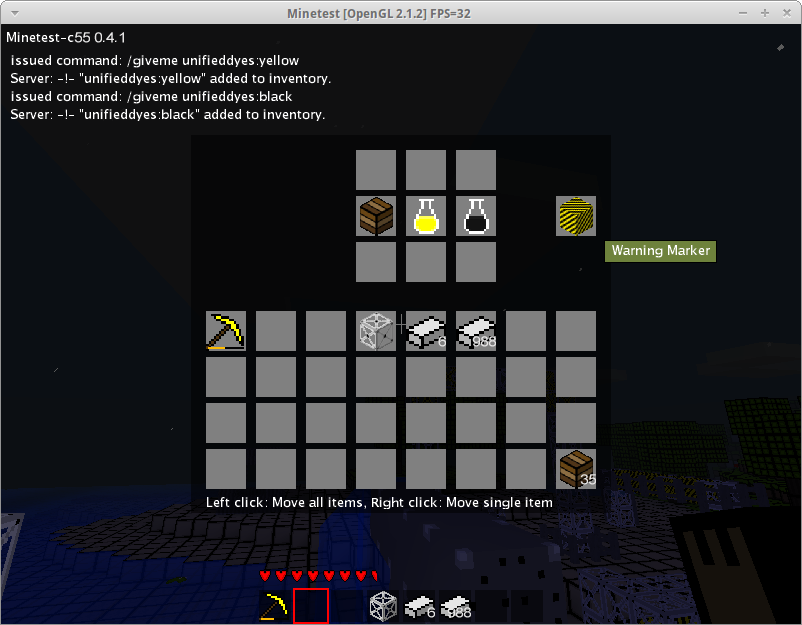 Minetest [OpenGL 2.1.2] FPS=32
Minetest-c55 0.4.1
issued command: /giveme unifieddyes:yellow
Server: -!- "unifieddyes:yellow" added to inventory.
issued command: /giveme unifieddyes:black
Server: -!- "unifieddyes:black" added to inventory.
Warning Marker
6
988
35
Left click: Move all items, Right click: Move single item
6
988